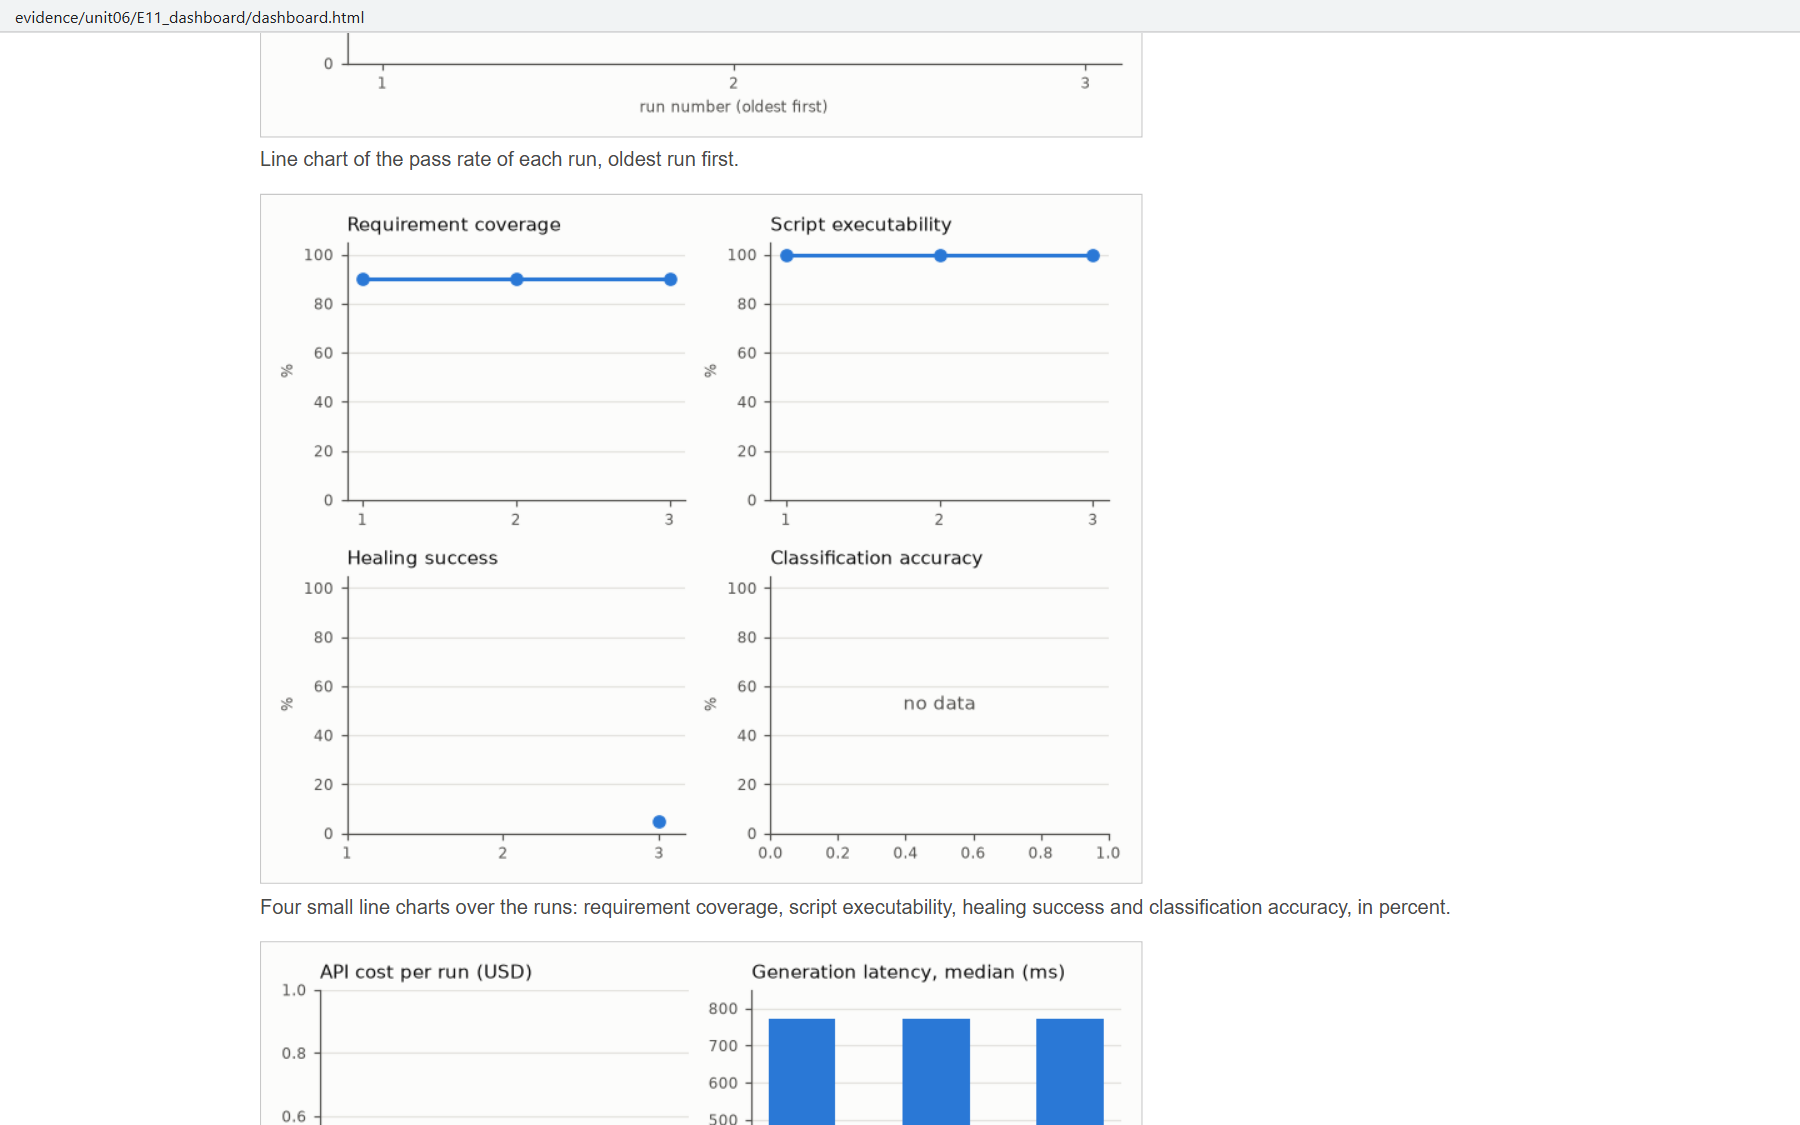 evidence/unit06/E11_dashboard/dashboard.html
0
1 2 3
run number (oldest first)
Line chart of the pass rate of each run, oldest run first.
Requirement coverage
100
80
60
40
20
0
%
1 2 3
Script executability
100
80
60
40
20
0
%
1 2 3
Healing success
100
80
60
40
20
0
%
1 2 3
Classification accuracy
100
80
60
40
20
0
%
no data
0.0 0.2 0.4 0.6 0.8 1.0
Four small line charts over the runs: requirement coverage, script executability, healing success and classification accuracy, in percent.
API cost per run (USD)
1.0
0.8
0.6
Generation latency, median (ms)
800
700
600
500